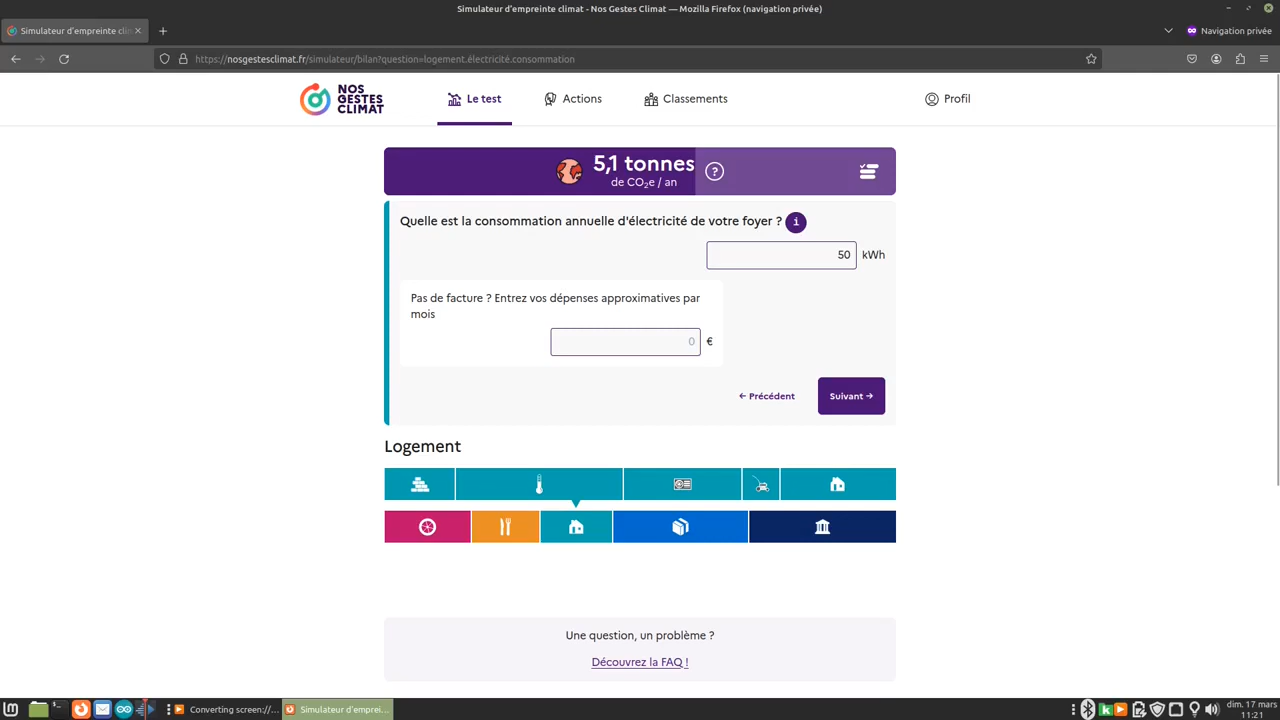 Simulateur d'empreinte climat - Nos Gestes Climat — Mozilla Firefox (navigation privée)
Simulateur d'empreinte clim
Navigation privée
https://nosgestesclimat.fr/simulateur/bilan?question=logement.électricité.consommation
NOS
GESTES
CLIMAT
Le test
Actions
Classements
Profil
5,1 tonnes
de CO₂e / an
?
Quelle est la consommation annuelle d'électricité de votre foyer ? i
50 kWh
Pas de facture ? Entrez vos dépenses approximatives par
mois
0 €
← Précédent
Suivant →
Logement
Une question, un problème ?
Découvrez la FAQ !
Converting screen://...
Simulateur d'emprei...
dim. 17 mars
11:21